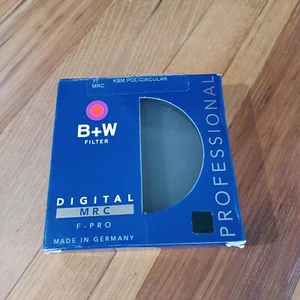 77
MRC
KSM POL-CIRCULAR
B+W
FILTER
DIGITAL
MRC
F-PRO
MADE IN GERMANY
PROFESSIONAL